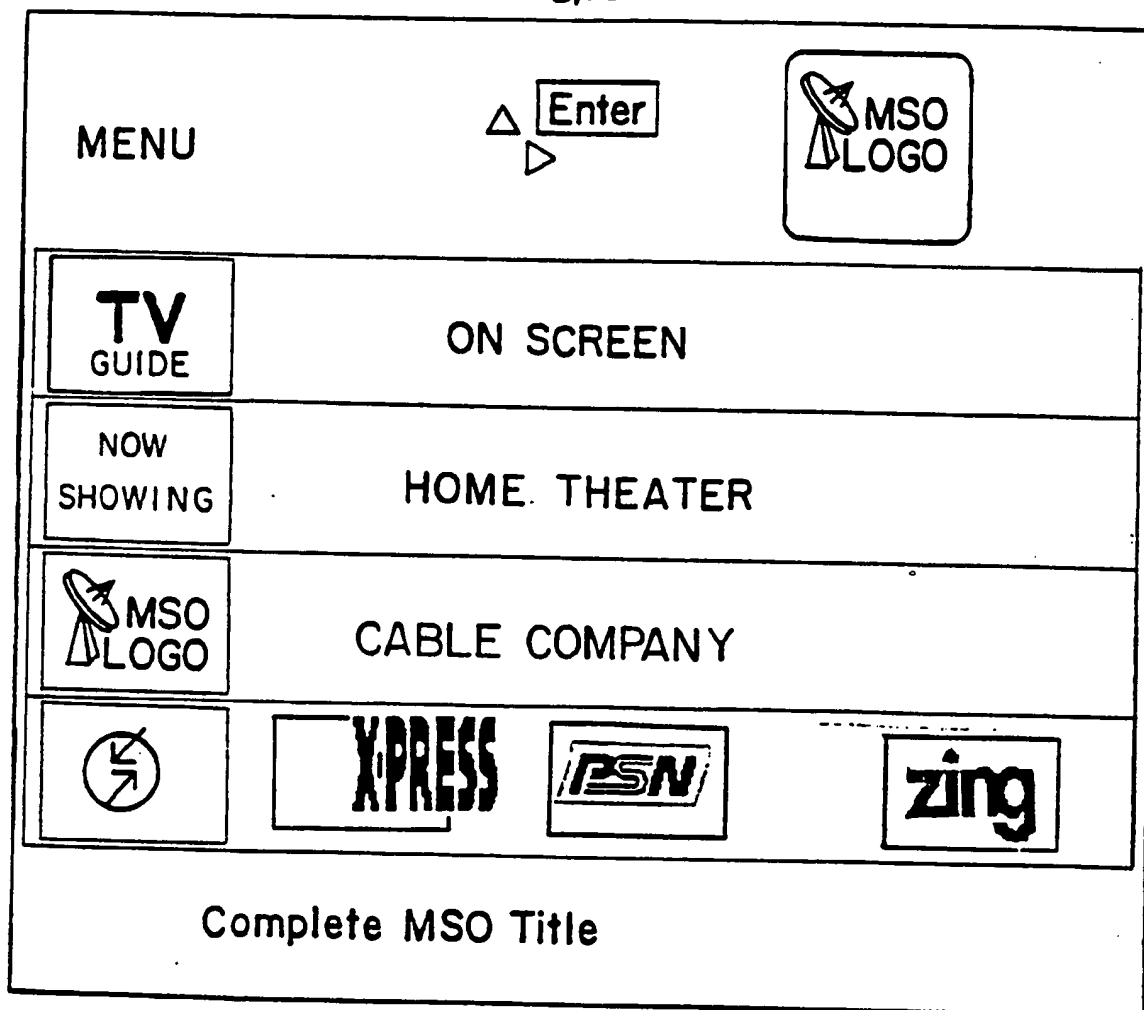 MENU
Enter
MSO
LOGO
TV
GUIDE
ON SCREEN
NOW
SHOWING
HOME THEATER
MSO
LOGO
CABLE COMPANY
X·PRESS
PSN
zing
Complete MSO Title